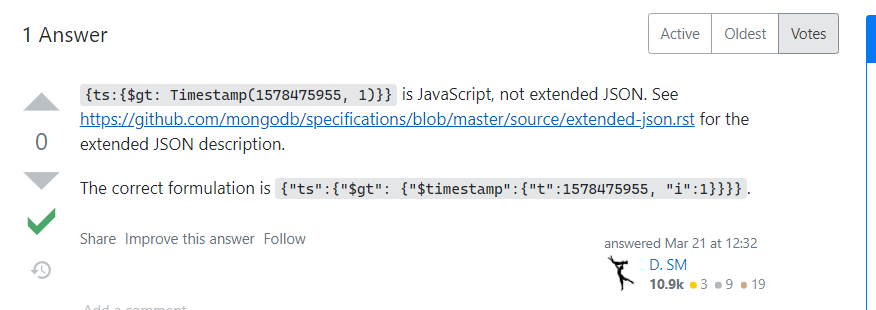 1 Answer
Active Oldest Votes
{ts:{$gt: Timestamp(1578475955, 1)}} is JavaScript, not extended JSON. See
https://github.com/mongodb/specifications/blob/master/source/extended-json.rst for the
0
extended JSON description.
The correct formulation is {"ts":{"$gt": {"$timestamp":{"t":1578475955, "i":1}}}}.
Share Improve this answer Follow
answered Mar 21 at 12:32
D. SM
10.9k 3 9 19
Add a comment